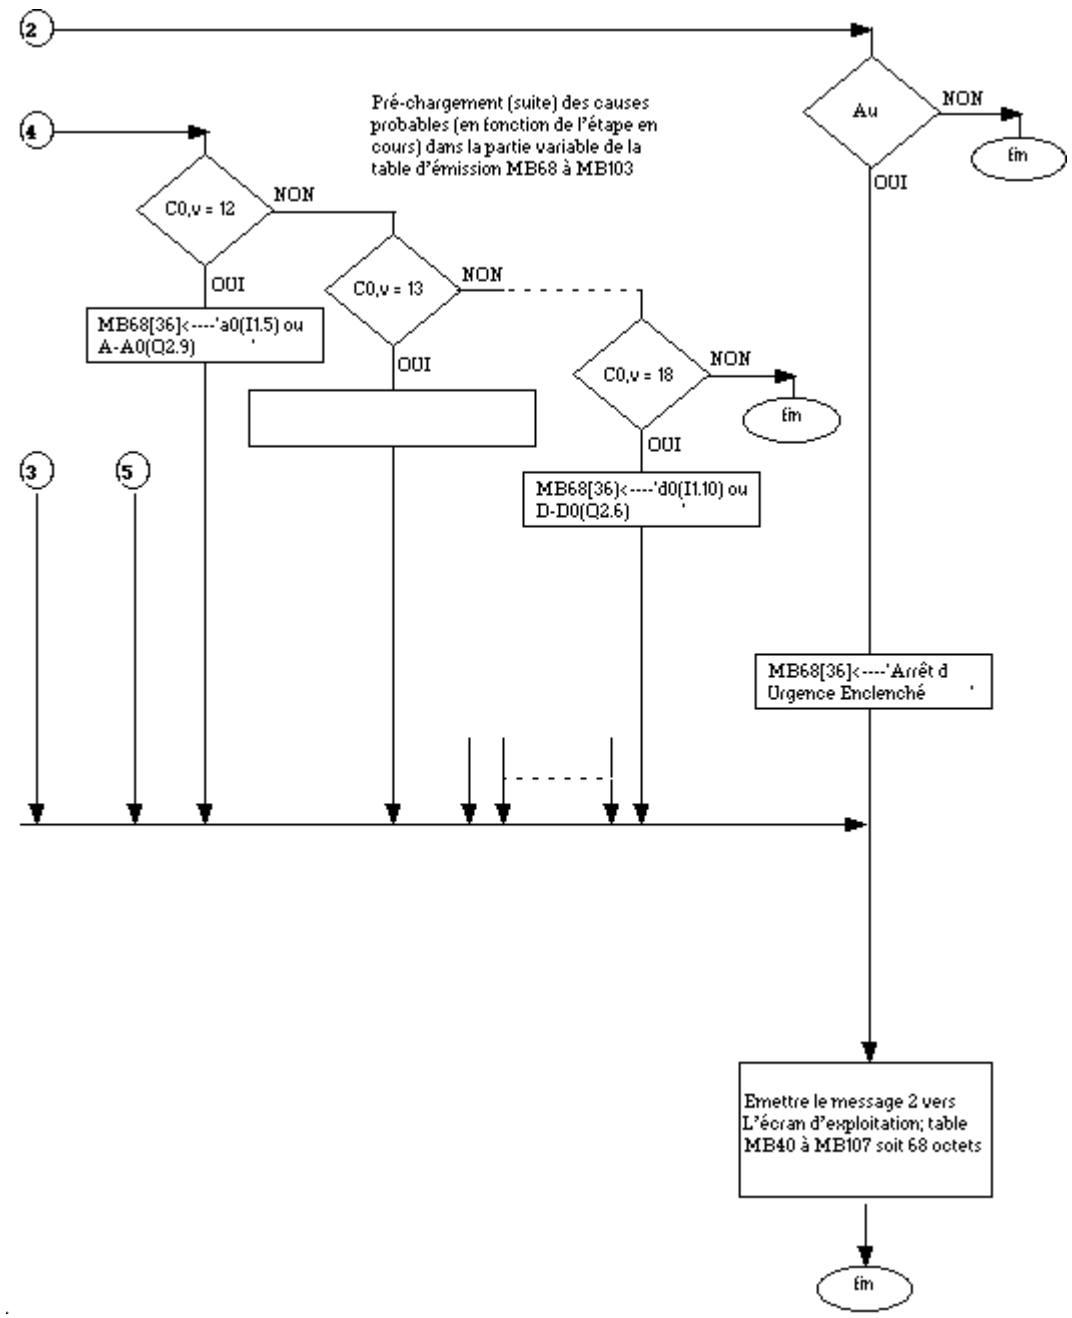 2
Au
NON
fin
OUI
Pré-chargement (suite) des causes
probables (en fonction de l'étape en
cours) dans la partie variable de la
table d'émission MB68 à MB103
4
C0,v = 12
NON
OUI
C0,v = 13
NON
OUI
MB68[36]<----'a0(I1.5) ou
A-A0(Q2.9) '
C0,v = 18
NON
fin
OUI
3
5
MB68[36]<----'d0(I1.10) ou
D-D0(Q2.6) '
MB68[36]<----'Arrêt d
Urgence Enclenché '
Emettre le message 2 vers
L'écran d'exploitation; table
MB40 à MB107 soit 68 octets
fin
.